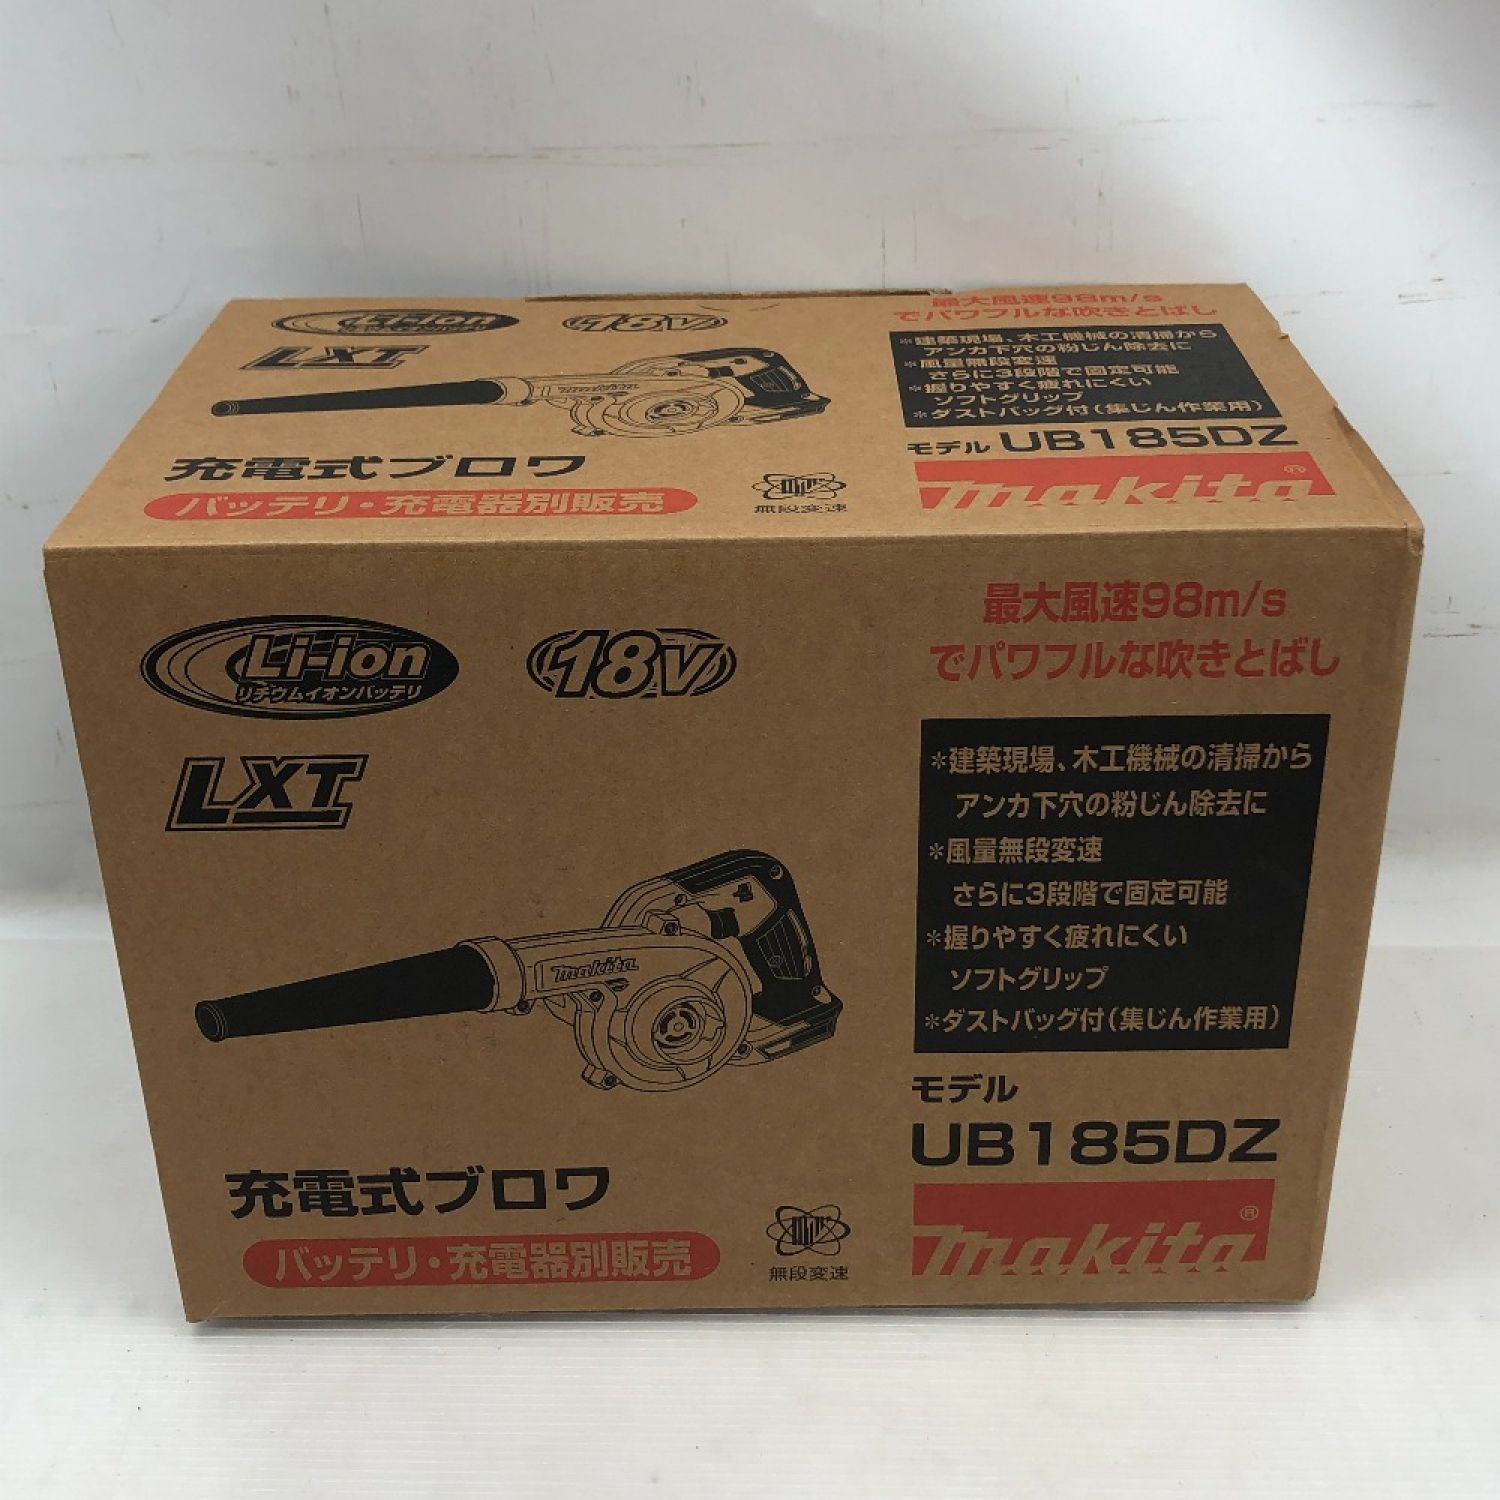 Li-ion
18V
LXT
makita
充電式ブロワ
バッテリ・充電器別販売
無段変速
最大風速98m/s
でパワフルな吹きとばし
*建築現場、木工機械の清掃から
アンカ下穴の粉じん除去に
*風量無段変速
さらに3段階で固定可能
*握りやすく疲れにくい
ソフトグリップ
*ダストバッグ付(集じん作業用)
モデル UB185DZ
makita®
Li-ion
リチウムイオンバッテリ
18V
LXT
makita
充電式ブロワ
バッテリ・充電器別販売
無段変速
最大風速98m/s
でパワフルな吹きとばし
*建築現場、木工機械の清掃から
アンカ下穴の粉じん除去に
*風量無段変速
さらに3段階で固定可能
*握りやすく疲れにくい
ソフトグリップ
*ダストバッグ付(集じん作業用)
モデル
UB185DZ
makita®